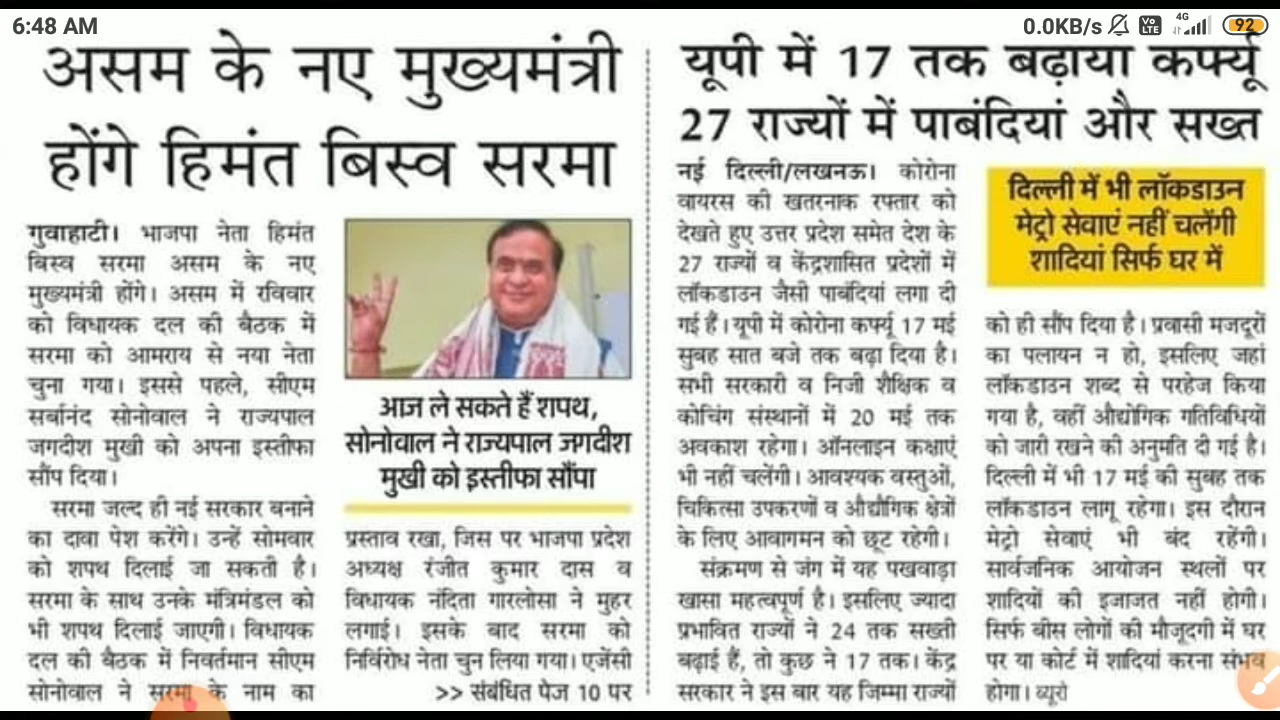 6:48 AM
0.0KB/s
Vo
LTE
4G
92
असम के नए मुख्यमंत्री
होंगे हिमंत बिस्व सरमा
गुवाहाटी। भाजपा नेता हिमंत
बिस्व सरमा असम के नए
मुख्यमंत्री होंगे। असम में रविवार
को विधायक दल की बैठक में
सरमा को आमराय से नया नेता
चुना गया। इससे पहले, सीएम
सर्बानंद सोनोवाल ने राज्यपाल
जगदीश मुखी को अपना इस्तीफा
सौंप दिया।
सरमा जल्द ही नई सरकार बनाने
का दावा पेश करेंगे। उन्हें सोमवार
को शपथ दिलाई जा सकती है।
सरमा के साथ उनके मंत्रिमंडल को
भी शपथ दिलाई जाएगी। विधायक
दल की बैठक में निवर्तमान सीएम
सोनोवाल ने सरमा के नाम का
आज ले सकते हैं शपथ,
सोनोवाल ने राज्यपाल जगदीश
मुखी को इस्तीफा सौंपा
प्रस्ताव रखा, जिस पर भाजपा प्रदेश
अध्यक्ष रंजीत कुमार दास व
विधायक नंदिता गारलोसा ने मुहर
लगाई। इसके बाद सरमा को
निर्विरोध नेता चुन लिया गया। एजेंसी
>> संबंधित पेज 10 पर
यूपी में 17 तक बढ़ाया कर्फ्यू
27 राज्यों में पाबंदियां और सख्त
नई दिल्ली/लखनऊ। कोरोना
वायरस की खतरनाक रफ्तार को
देखते हुए उत्तर प्रदेश समेत देश के
27 राज्यों व केंद्रशासित प्रदेशों में
लॉकडाउन जैसी पाबंदियां लगा दी
गई हैं। यूपी में कोरोना कर्फ्यू 17 मई
सुबह सात बजे तक बढ़ा दिया है।
सभी सरकारी व निजी शैक्षिक व
कोचिंग संस्थानों में 20 मई तक
अवकाश रहेगा। ऑनलाइन कक्षाएं
भी नहीं चलेंगी। आवश्यक वस्तुओं,
चिकित्सा उपकरणों व औद्यौगिक क्षेत्रों
के लिए आवागमन को छूट रहेगी।
संक्रमण से जंग में यह पखवाड़ा
खासा महत्वपूर्ण है। इसलिए ज्यादा
प्रभावित राज्यों ने 24 तक सख्ती
बढ़ाई हैं, तो कुछ ने 17 तक। केंद्र
सरकार ने इस बार यह जिम्मा राज्यों
दिल्ली में भी लॉकडाउन
मेट्रो सेवाएं नहीं चलेंगी
शादियां सिर्फ घर में
को ही सौंप दिया है। प्रवासी मजदूरों
का पलायन न हो, इसलिए जहां
लॉकडाउन शब्द से परहेज किया
गया है, वहीं औद्योगिक गतिविधियों
को जारी रखने की अनुमति दी गई है।
दिल्ली में भी 17 मई की सुबह तक
लॉकडाउन लागू रहेगा। इस दौरान
मेट्रो सेवाएं भी बंद रहेंगी।
सार्वजनिक आयोजन स्थलों पर
शादियों की इजाजत नहीं होगी।
सिर्फ बीस लोगों की मौजूदगी में घर
पर या कोर्ट में शादियां करना संभव
होगा। ब्यूरो